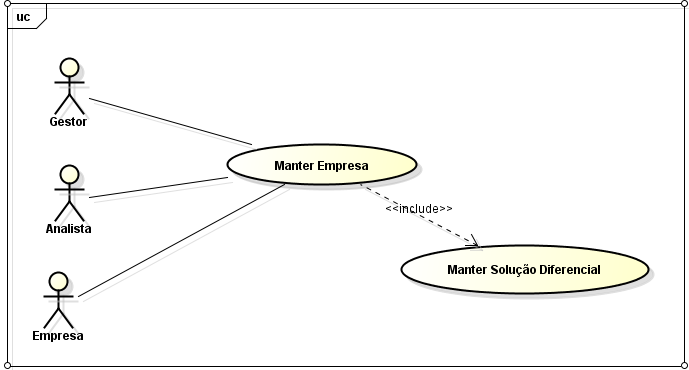 uc
Gestor
Manter Empresa
Analista
<<include>>
Manter Solução Diferencial
Empresa